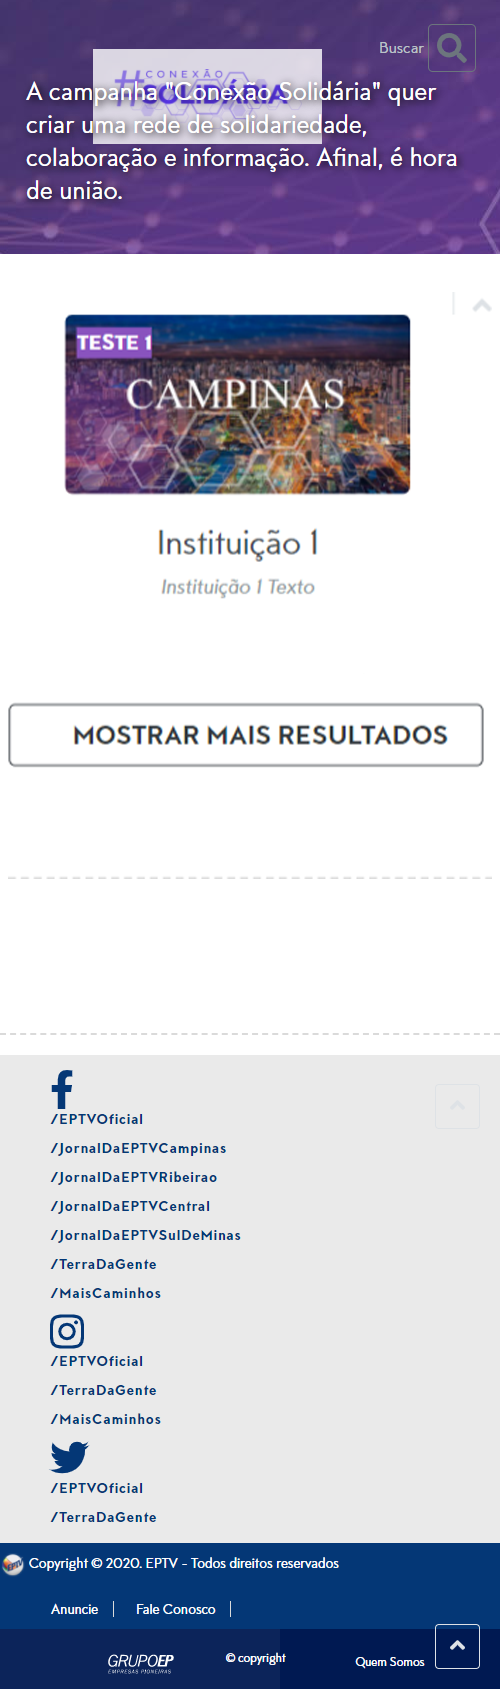 Buscar
#CONEXÃO
SOLIDÁRIA
A campanha "Conexão Solidária" quer
criar uma rede de solidariedade,
colaboração e informação. Afinal, é hora
de união.
TESTE 1
CAMPINAS
Instituição 1
Instituição 1 Texto
MOSTRAR MAIS RESULTADOS
/EPTVOficial
/JornalDaEPTVCampinas
/JornalDaEPTVRibeirao
/JornalDaEPTVCentral
/JornalDaEPTVSulDeMinas
/TerraDaGente
/MaisCaminhos
/EPTVOficial
/TerraDaGente
/MaisCaminhos
/EPTVOficial
/TerraDaGente
EPTV Copyright © 2020. EPTV - Todos direitos reservados
Anuncie | Fale Conosco |
GRUPOEP
EMPRESAS PIONEIRAS
© copyright
Quem Somos